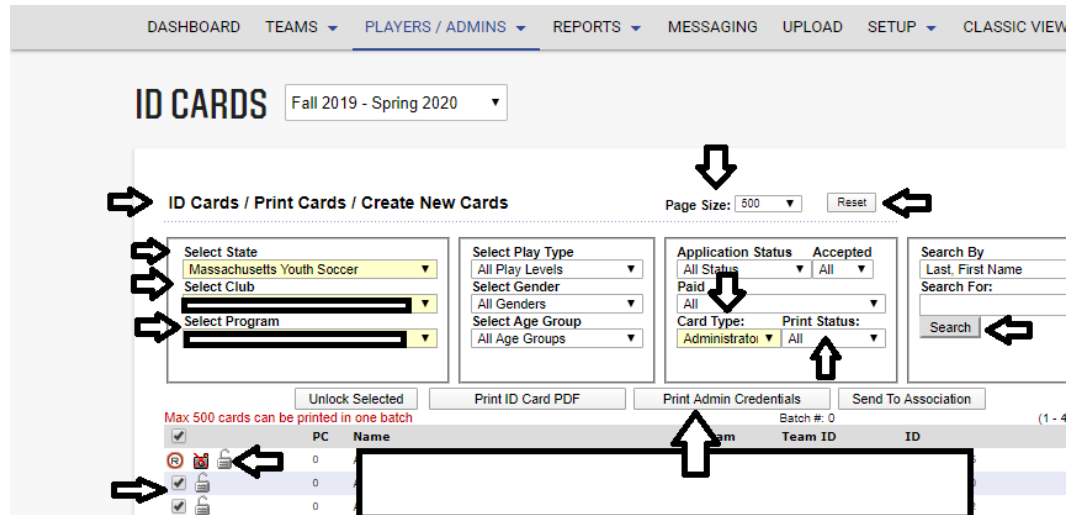 DASHBOARD TEAMS PLAYERS / ADMINS REPORTS MESSAGING UPLOAD SETUP CLASSIC VIEW
ID CARDS Fall 2019 - Spring 2020
ID Cards / Print Cards / Create New Cards Page Size: 500 Reset
Select State Select Play Type Application Status Accepted Search By
Massachusetts Youth Soccer All Play Levels All Status All Last, First Name
Select Club Select Gender Paid Search For:
All Genders All
Select Program Select Age Group Card Type: Print Status: Search
All Age Groups Administrator All
Unlock Selected Print ID Card PDF Print Admin Credentials Send To Association
Max 500 cards can be printed in one batch Batch #: 0 (1 - 4
PC Name Team ID ID
R 0
0
0